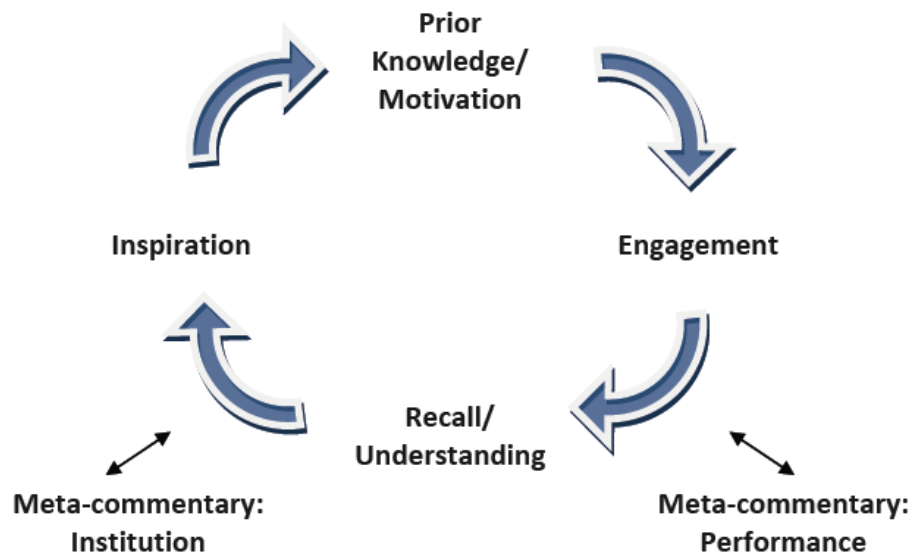 Prior
Knowledge/
Motivation
Inspiration
Engagement
Recall/
Understanding
Meta-commentary:
Institution
Meta-commentary:
Performance